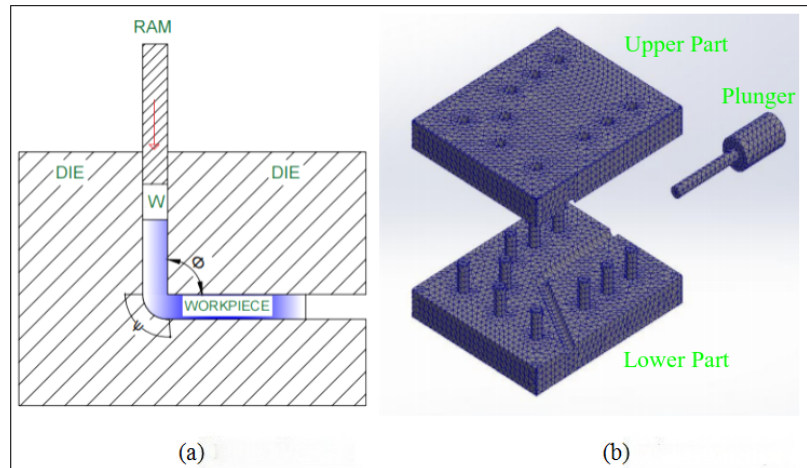 RAM
DIE
DIE
W
Ø
WORKPIECE
Ψ
Upper Part
Plunger
Lower Part
(a)
(b)